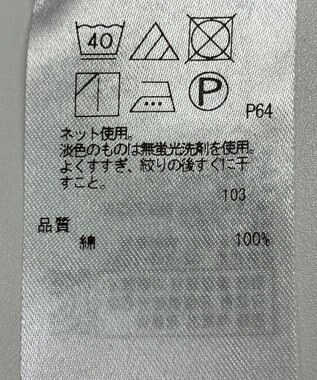 40
P
P64
ネット使用。
淡色のものは無蛍光洗剤を使用。
よくすすぎ、絞りの後すぐに干
すこと。
103
品質
綿 100%